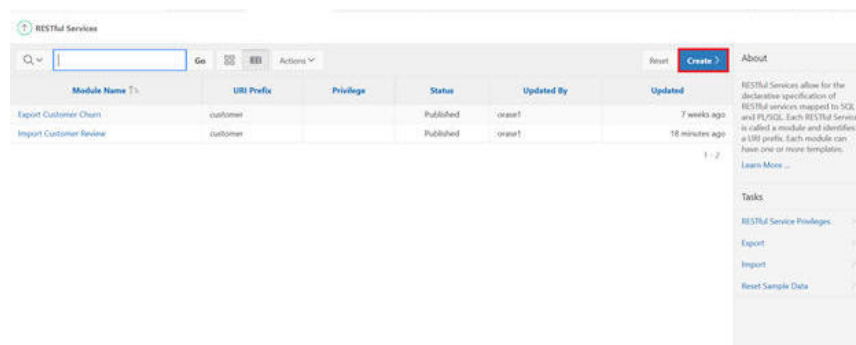 RESTful Services
Go
Actions
Reset
Create
Module Name
URI Prefix
Privilege
Status
Updated By
Updated
Export Customer Churn
customer
Published
orase1
7 weeks ago
Import Customer Review
customer
Published
orase1
18 minutes ago
1 - 2
About
RESTful Services allow for the
declarative specification of
RESTful services mapped to SQL
and PL/SQL. Each RESTful Service
is called a module and identifies
a URI prefix. Each module can
have one or more templates.
Learn More ...
Tasks
RESTful Service Privileges
Export
Import
Reset Sample Data